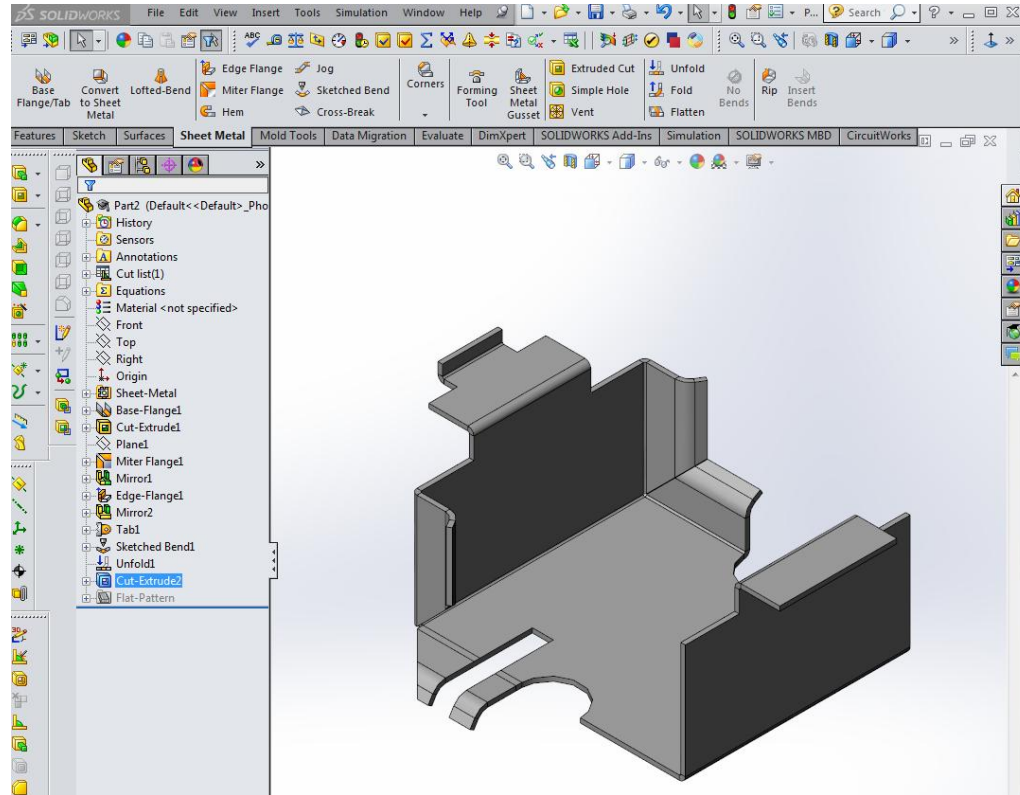 SOLIDWORKS File Edit View Insert Tools Simulation Window Help P... Search
ABC
Base Flange/Tab
Convert to Sheet Metal
Lofted-Bend
Edge Flange
Miter Flange
Hem
Jog
Sketched Bend
Cross-Break
Corners
Forming Tool
Sheet Metal Gusset
Extruded Cut
Simple Hole
Vent
Unfold
Fold
Flatten
No Bends
Rip
Insert Bends
Features Sketch Surfaces Sheet Metal Mold Tools Data Migration Evaluate DimXpert SOLIDWORKS Add-Ins Simulation SOLIDWORKS MBD CircuitWorks
Part2 (Default<<Default>_Pho
History
Sensors
Annotations
Cut list(1)
Equations
Material <not specified>
Front
Top
Right
Origin
Sheet-Metal
Base-Flange1
Cut-Extrude1
Plane1
Miter Flange1
Mirror1
Edge-Flange1
Mirror2
Tab1
Sketched Bend1
Unfold1
Cut-Extrude2
Flat-Pattern